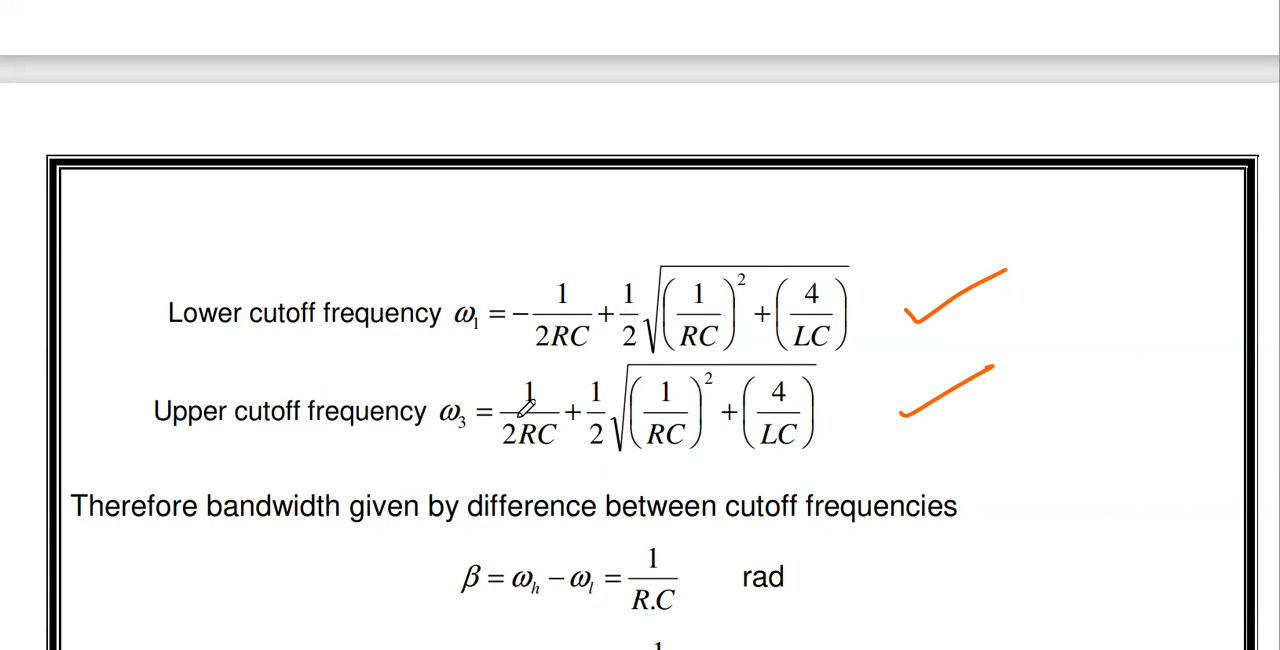 Lower cutoff frequency ω₁ = −1/2RC + 1/2 √((1/RC)² + (4/LC))
Upper cutoff frequency ω₃ = 1/2RC + 1/2 √((1/RC)² + (4/LC))
Therefore bandwidth given by difference between cutoff frequencies
β = ωₕ − ωₗ = 1/R.C rad